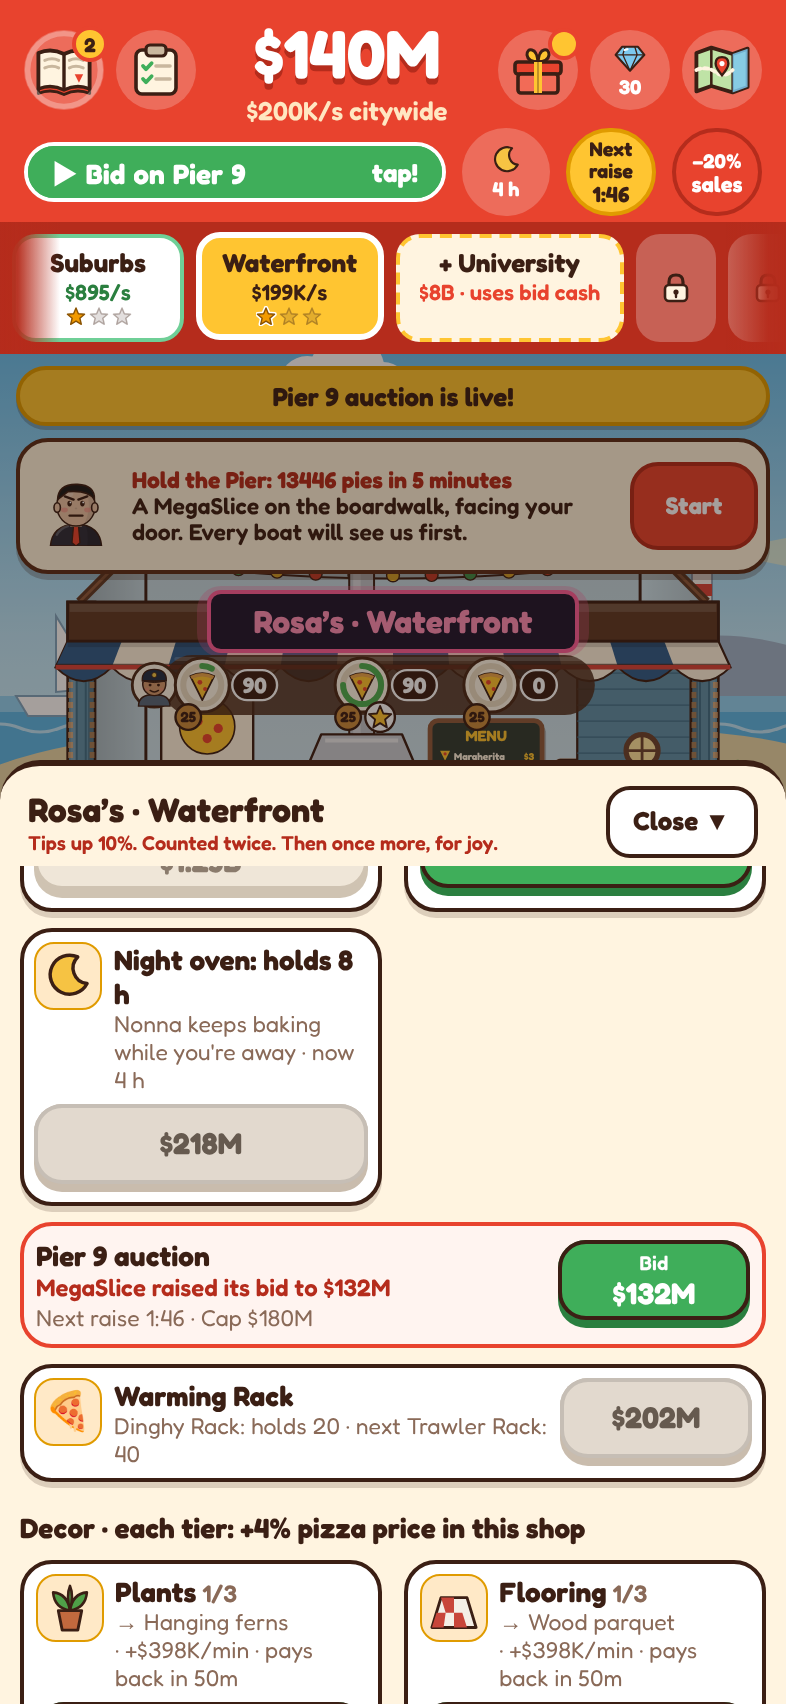 2
$140M
$200K/s citywide
30
▶ Bid on Pier 9 tap!
4 h
Next
raise
1:46
−20%
sales
Suburbs
$895/s
Waterfront
$199K/s
+ University
$8B · uses bid cash
Pier 9 auction is live!
Hold the Pier: 13446 pies in 5 minutes
A MegaSlice on the boardwalk, facing your
door. Every boat will see us first.
Start
Rosa's · Waterfront
90
90
0
25
25
25
MENU
Margherita $3
Rosa's · Waterfront
Tips up 10%. Counted twice. Then once more, for joy.
Close ▼
Night oven: holds 8
h
Nonna keeps baking
while you're away · now
4 h
$218M
Pier 9 auction
MegaSlice raised its bid to $132M
Next raise 1:46 · Cap $180M
Bid
$132M
Warming Rack
Dinghy Rack: holds 20 · next Trawler Rack:
40
$202M
Decor · each tier: +4% pizza price in this shop
Plants 1/3
→ Hanging ferns
· +$398K/min · pays
back in 50m
Flooring 1/3
→ Wood parquet
· +$398K/min · pays
back in 50m